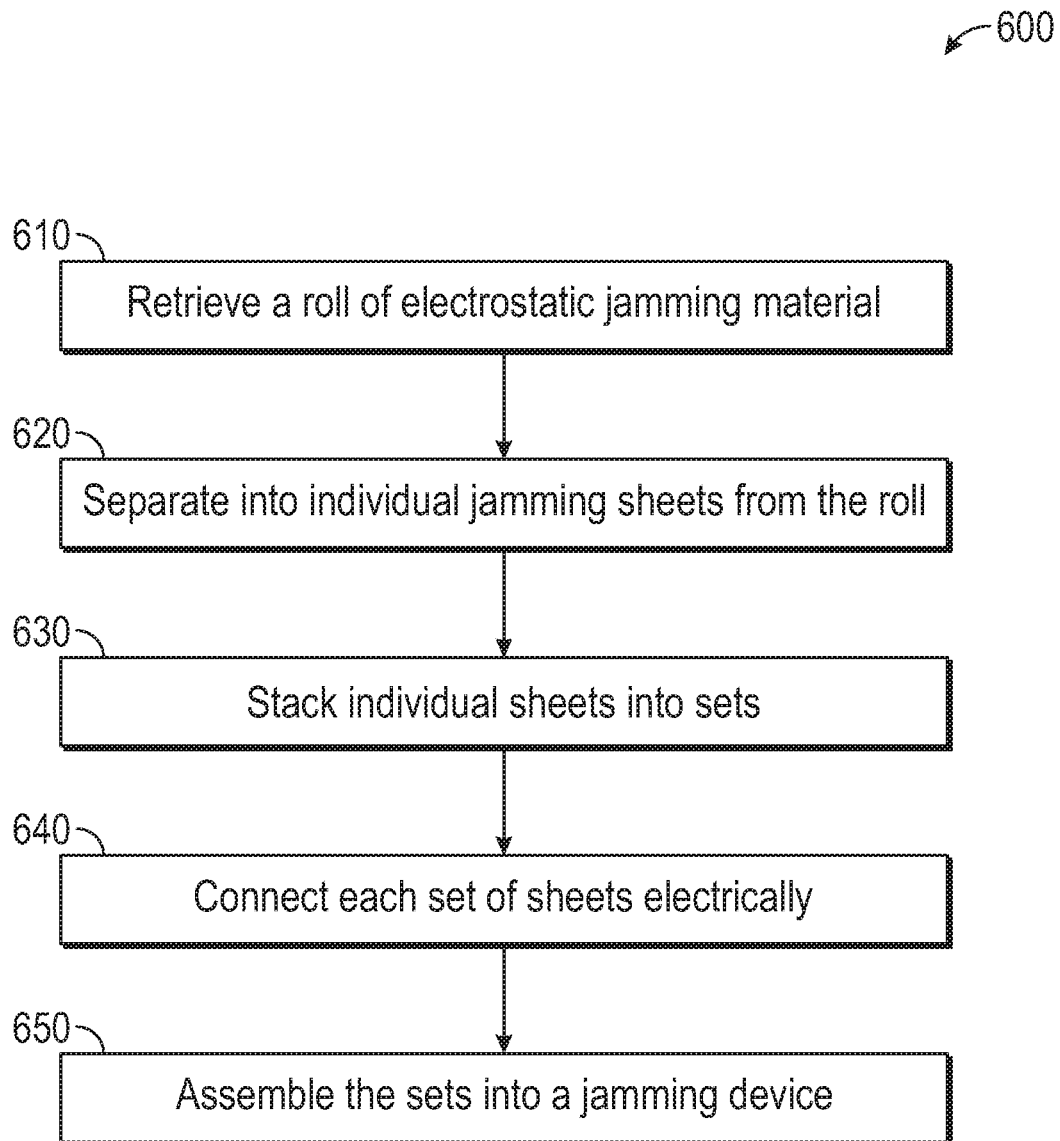 600
610
Retrieve a roll of electrostatic jamming material
620
Separate into individual jamming sheets from the roll
630
Stack individual sheets into sets
640
Connect each set of sheets electrically
650
Assemble the sets into a jamming device